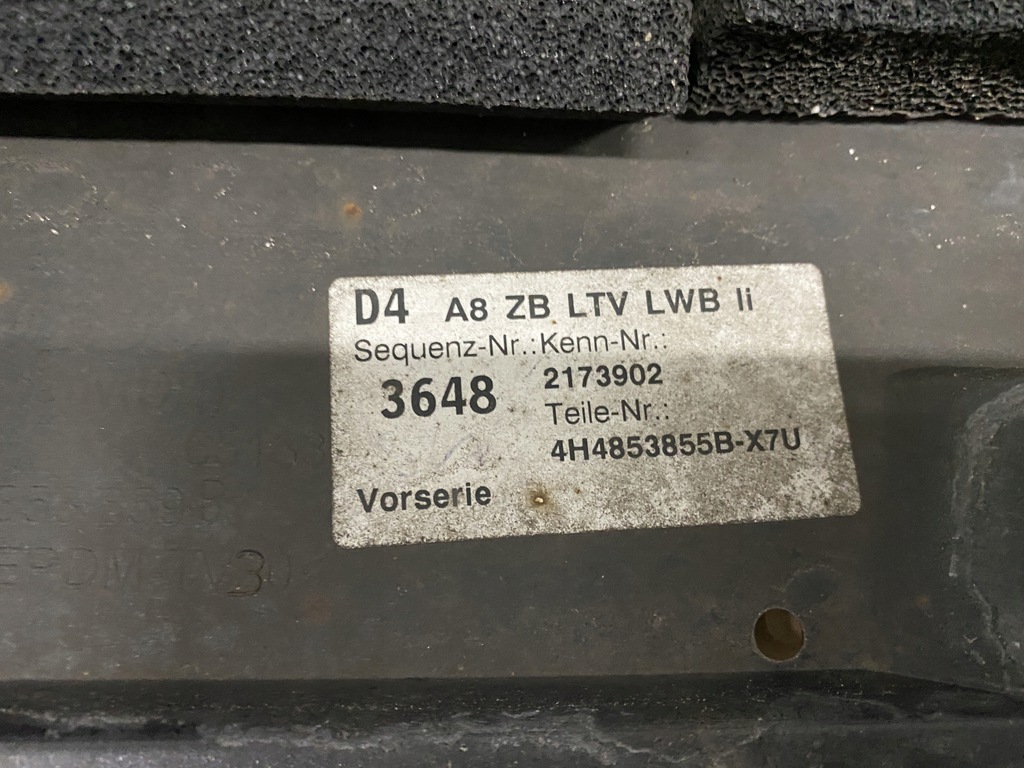 D4 A8 ZB LTV LWB li
Sequenz-Nr.: Kenn-Nr.:
3648 2173902
Teile-Nr.:
4H4853855B-X7U
Vorserie